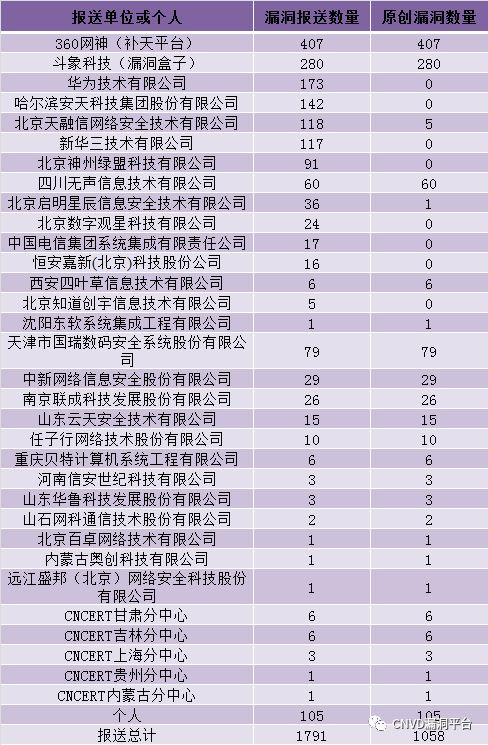 报送单位或个人 漏洞报送数量 原创漏洞数量
360网神（补天平台） 407 407
斗象科技（漏洞盒子） 280 280
华为技术有限公司 173 0
哈尔滨安天科技集团股份有限公司 142 0
北京天融信网络安全技术有限公司 118 5
新华三技术有限公司 117 0
北京神州绿盟科技有限公司 91 0
四川无声信息技术有限公司 60 60
北京启明星辰信息安全技术有限公司 36 1
北京数字观星科技有限公司 24 0
中国电信集团系统集成有限责任公司 17 0
恒安嘉新(北京)科技股份公司 16 0
西安四叶草信息技术有限公司 6 6
北京知道创宇信息技术有限公司 5 0
沈阳东软系统集成工程有限公司 1 1
天津市国瑞数码安全系统股份有限公
司 79 79
中新网络信息安全股份有限公司 29 29
南京联成科技发展股份有限公司 26 26
山东云天安全技术有限公司 15 15
任子行网络技术股份有限公司 10 10
重庆贝特计算机系统工程有限公司 6 6
河南信安世纪科技有限公司 3 3
山东华鲁科技发展股份有限公司 3 3
山石网科通信技术股份有限公司 2 2
北京百卓网络技术有限公司 1 1
内蒙古奥创科技有限公司 1 1
远江盛邦（北京）网络安全科技股份
有限公司 1 1
CNCERT甘肃分中心 6 6
CNCERT吉林分中心 6 6
CNCERT上海分中心 3 3
CNCERT贵州分中心 1 1
CNCERT内蒙古分中心 1 1
个人 105 105
报送总计 1791 1058
CNVD漏洞平台